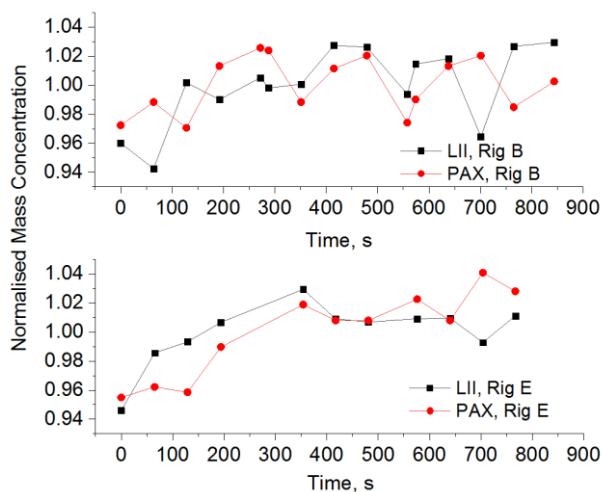 Normalised Mass Concentration
1.04
1.02
1.00
0.98
0.96
0.94
LII, Rig B
PAX, Rig B
0 100 200 300 400 500 600 700 800 900
Time, s
1.04
1.02
1.00
0.98
0.96
0.94
LII, Rig E
PAX, Rig E
0 100 200 300 400 500 600 700 800 900
Time, s